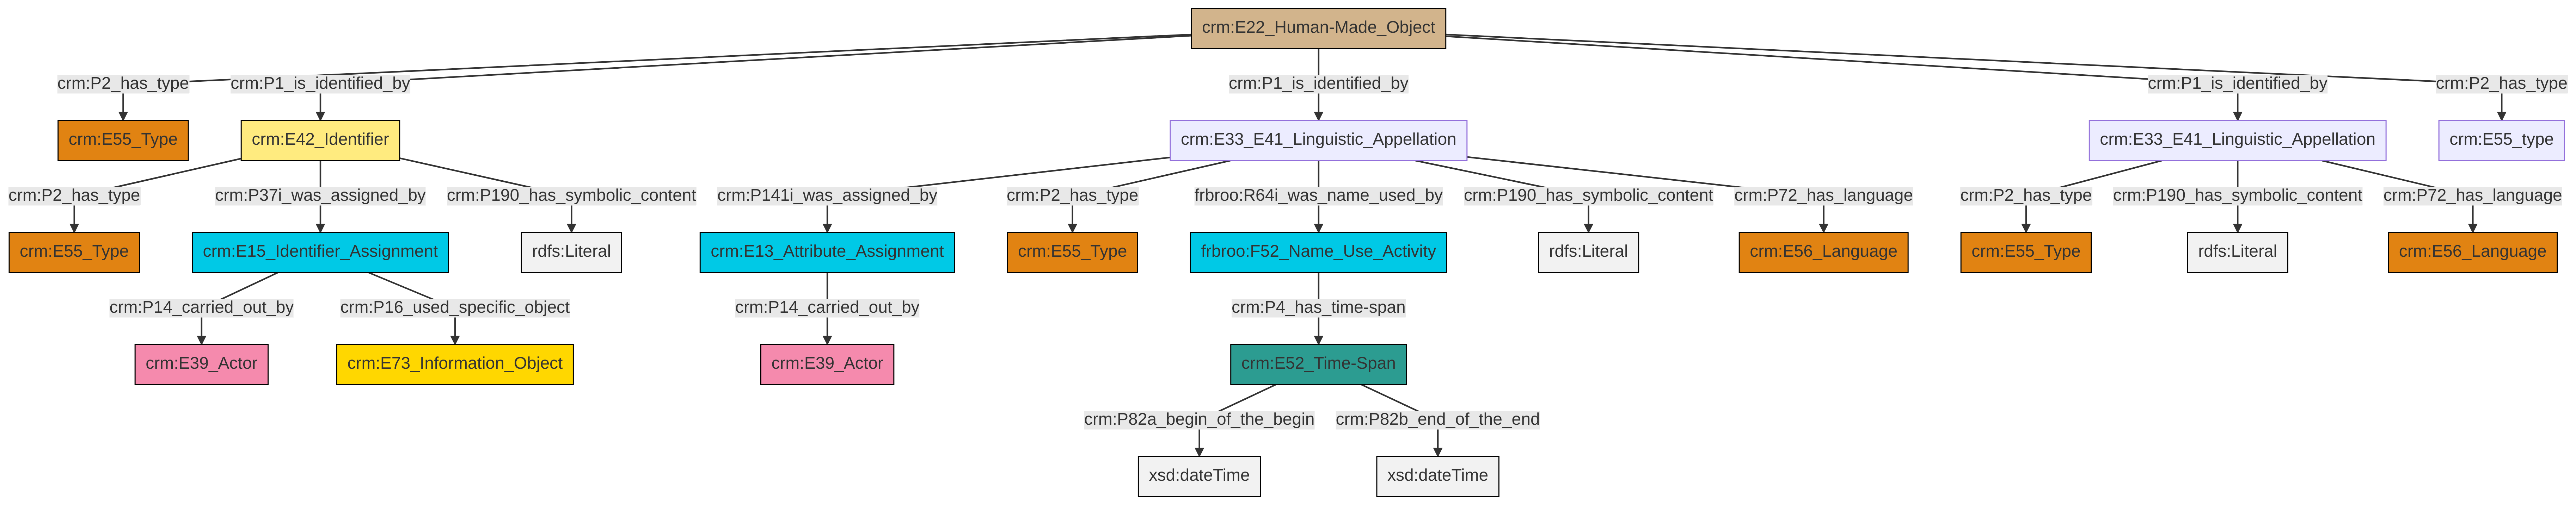 crm:E22_Human-Made_Object
crm:P2_has_type
crm:P1_is_identified_by
crm:P1_is_identified_by
crm:P1_is_identified_by
crm:P2_has_type
crm:E55_Type
crm:E42_Identifier
crm:E33_E41_Linguistic_Appellation
crm:E33_E41_Linguistic_Appellation
crm:E55_type
crm:P2_has_type
crm:P37i_was_assigned_by
crm:P190_has_symbolic_content
crm:P141i_was_assigned_by
crm:P2_has_type
frbroo:R64i_was_name_used_by
crm:P190_has_symbolic_content
crm:P72_has_language
crm:P2_has_type
crm:P190_has_symbolic_content
crm:P72_has_language
crm:E55_Type
crm:E15_Identifier_Assignment
rdfs:Literal
crm:E13_Attribute_Assignment
crm:E55_Type
frbroo:F52_Name_Use_Activity
rdfs:Literal
crm:E56_Language
crm:E55_Type
rdfs:Literal
crm:E56_Language
crm:P14_carried_out_by
crm:P16_used_specific_object
crm:P14_carried_out_by
crm:P4_has_time-span
crm:E39_Actor
crm:E73_Information_Object
crm:E39_Actor
crm:E52_Time-Span
crm:P82a_begin_of_the_begin
crm:P82b_end_of_the_end
xsd:dateTime
xsd:dateTime